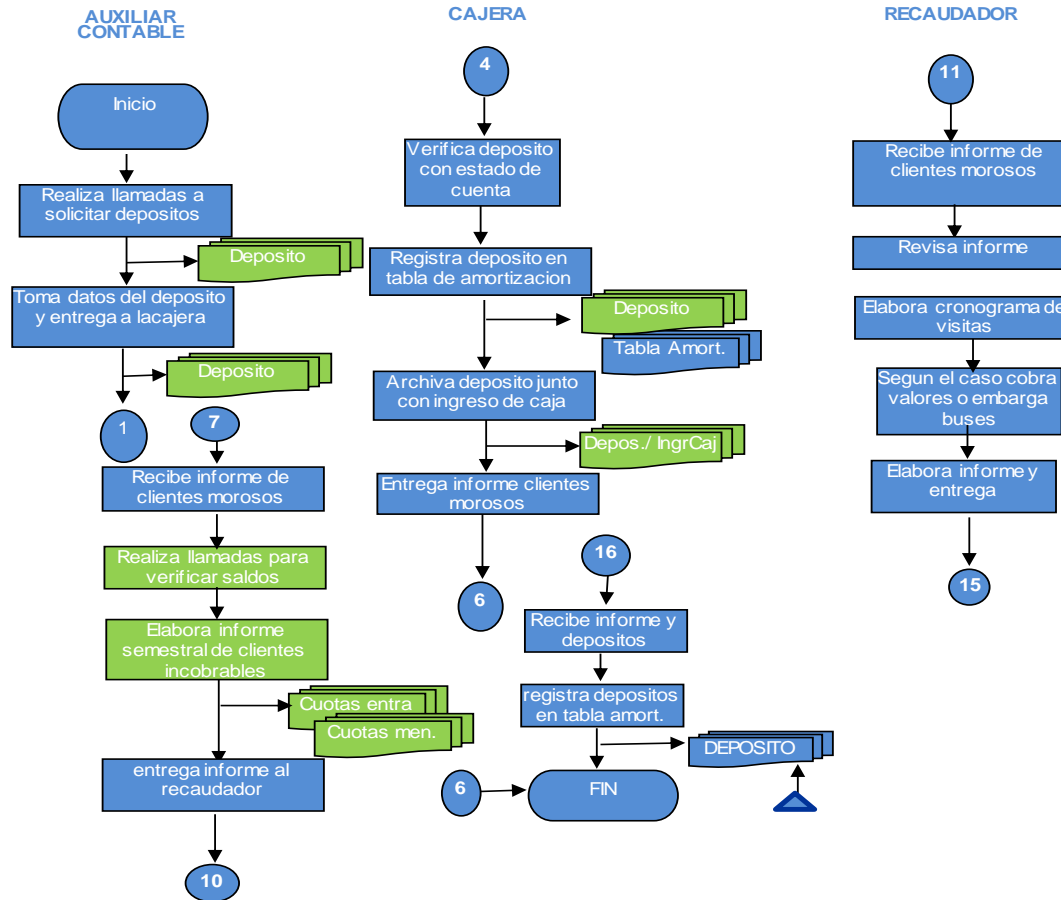 AUXILIAR
CONTABLE
Inicio
Realiza llamadas a
solicitar depositos
Deposito
Toma datos del deposito
y entrega a lacajera
Deposito
1
7
Recibe informe de
clientes morosos
Realiza llamadas para
verificar saldos
Elabora informe
semestral de clientes
incobrables
Cuotas entra
Cuotas men.
entrega informe al
recaudador
10
CAJERA
4
Verifica deposito
con estado de
cuenta
Registra deposito en
tabla de amortizacion
Deposito
Tabla Amort.
Archiva deposito junto
con ingreso de caja
Depos./ IngrCaj
Entrega informe clientes
morosos
6
16
Recibe informe y
depositos
registra depositos
en tabla amort.
DEPOSITO
6
FIN
RECAUDADOR
11
Recibe informe de
clientes morosos
Revisa informe
Elabora cronograma de
visitas
Segun el caso cobra
valores o embarga
buses
Elabora informe y
entrega
15